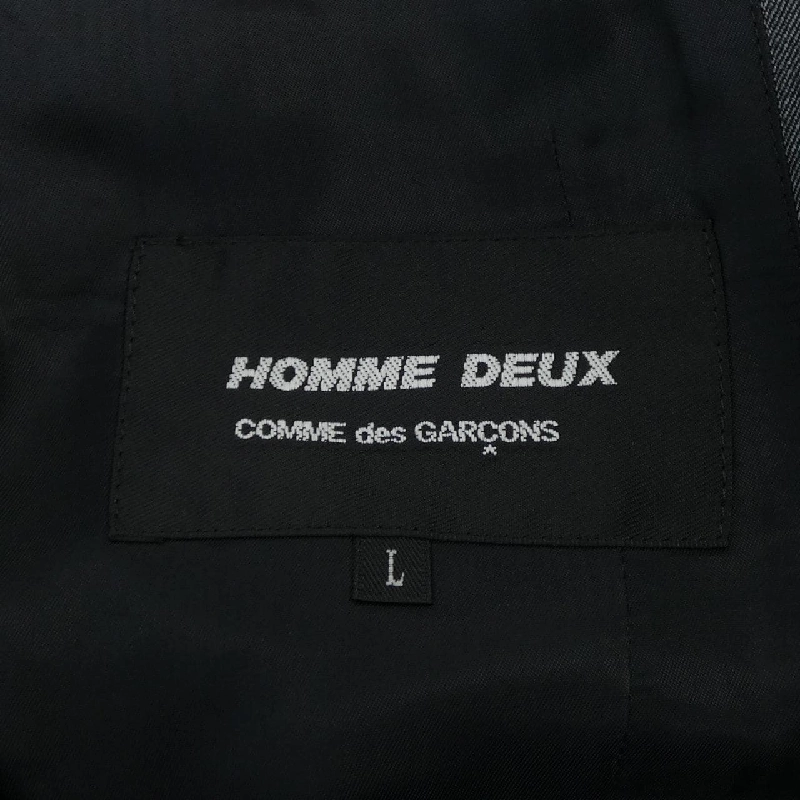 HOMME DEUX
COMME des GARÇONS
*
L